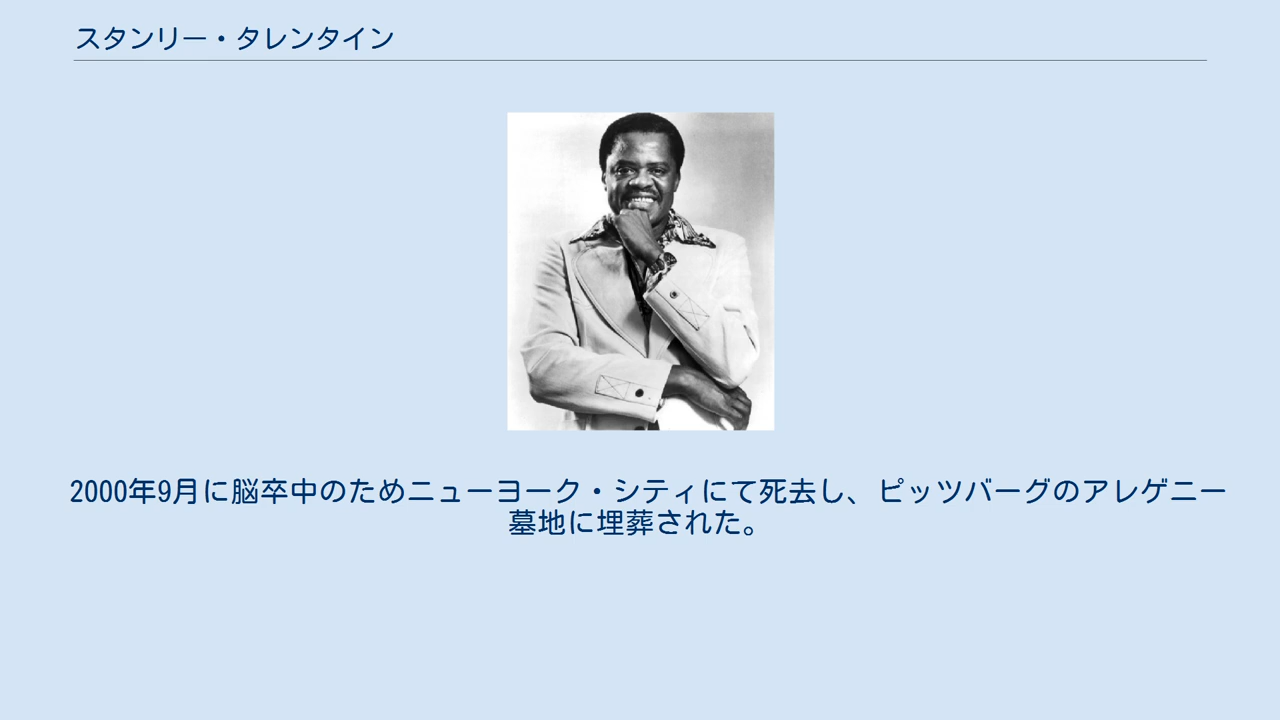 スタンリー・タレンタイン
2000年9月に脳卒中のためニューヨーク・シティにて死去し、ピッツバーグのアレゲニー
墓地に埋葬された。